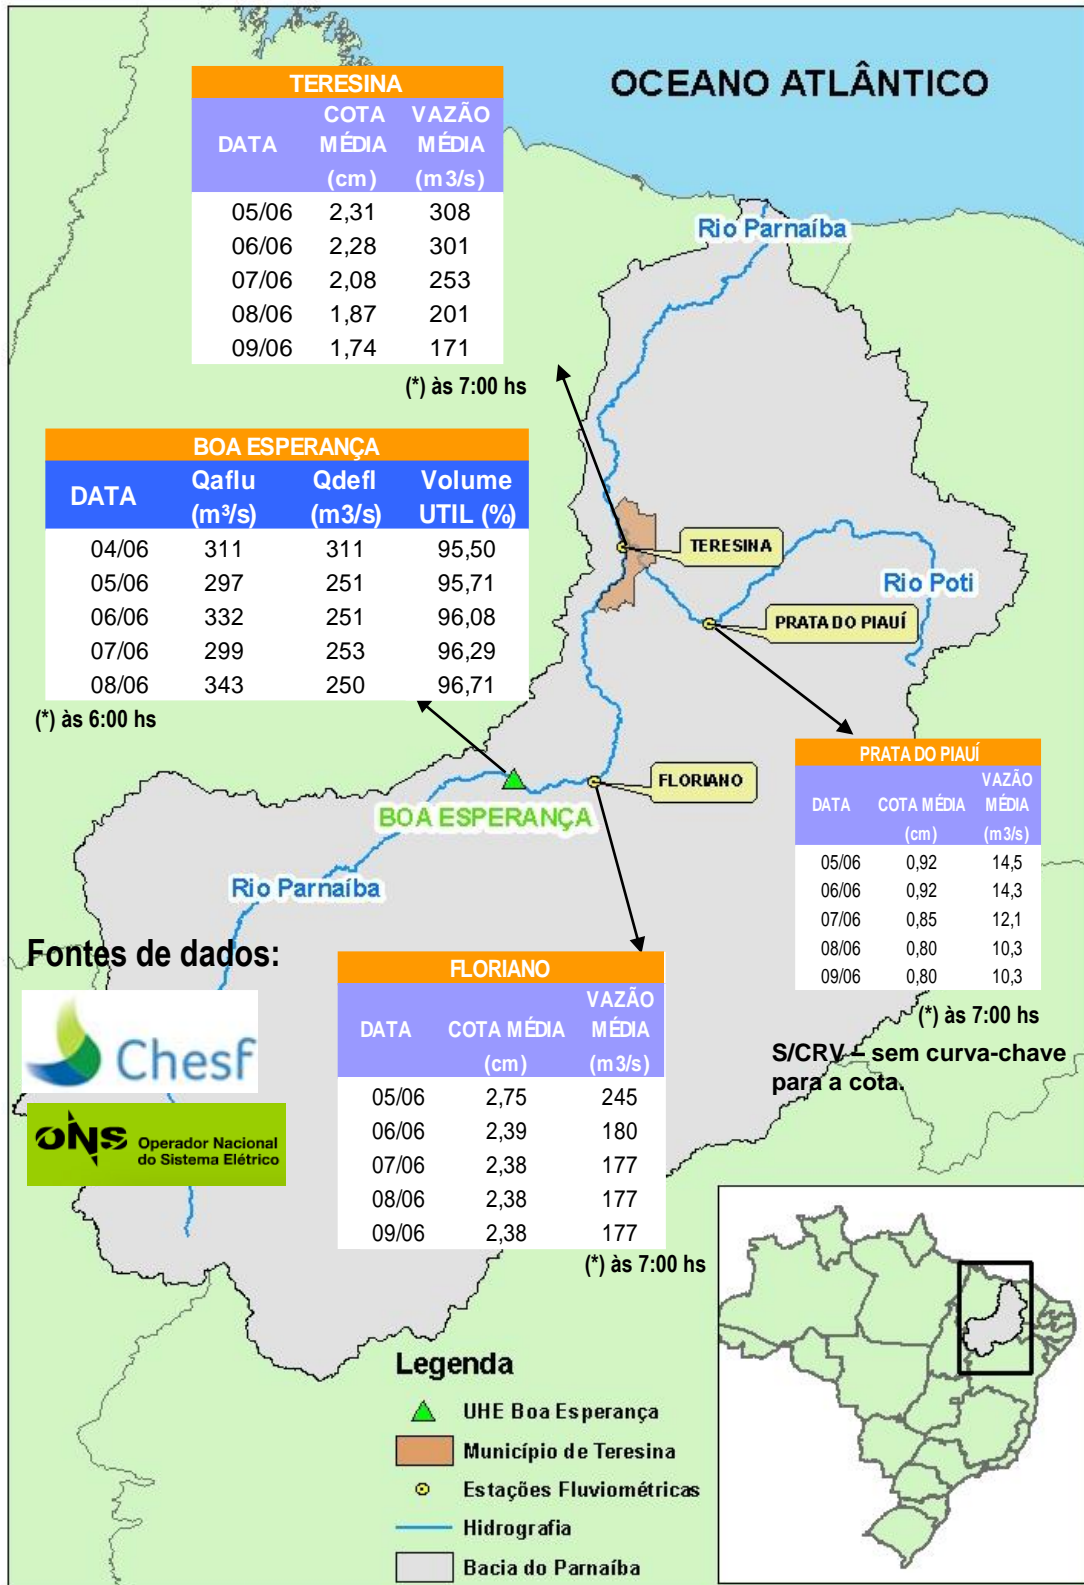 OCEANO ATLÂNTICO
TERESINA
DATA COTA MÉDIA (cm) VAZÃO MÉDIA (m3/s)
05/06 2,31 308
06/06 2,28 301
07/06 2,08 253
08/06 1,87 201
09/06 1,74 171
(*) às 7:00 hs
Rio Parnaíba
BOA ESPERANÇA
DATA Qaflu (m³/s) Qdefl (m3/s) Volume UTIL (%)
04/06 311 311 95,50
05/06 297 251 95,71
06/06 332 251 96,08
07/06 299 253 96,29
08/06 343 250 96,71
(*) às 6:00 hs
TERESINA
Rio Poti
PRATA DO PIAUÍ
FLORIANO
BOA ESPERANÇA
Rio Parnaíba
PRATA DO PIAUÍ
DATA COTA MÉDIA (cm) VAZÃO MÉDIA (m3/s)
05/06 0,92 14,5
06/06 0,92 14,3
07/06 0,85 12,1
08/06 0,80 10,3
09/06 0,80 10,3
(*) às 7:00 hs
S/CRV – sem curva-chave
para a cota.
Fontes de dados:
Chesf
ONS Operador Nacional
do Sistema Elétrico
FLORIANO
DATA COTA MÉDIA (cm) VAZÃO MÉDIA (m3/s)
05/06 2,75 245
06/06 2,39 180
07/06 2,38 177
08/06 2,38 177
09/06 2,38 177
(*) às 7:00 hs
Legenda
UHE Boa Esperança
Município de Teresina
Estações Fluviométricas
Hidrografia
Bacia do Parnaíba